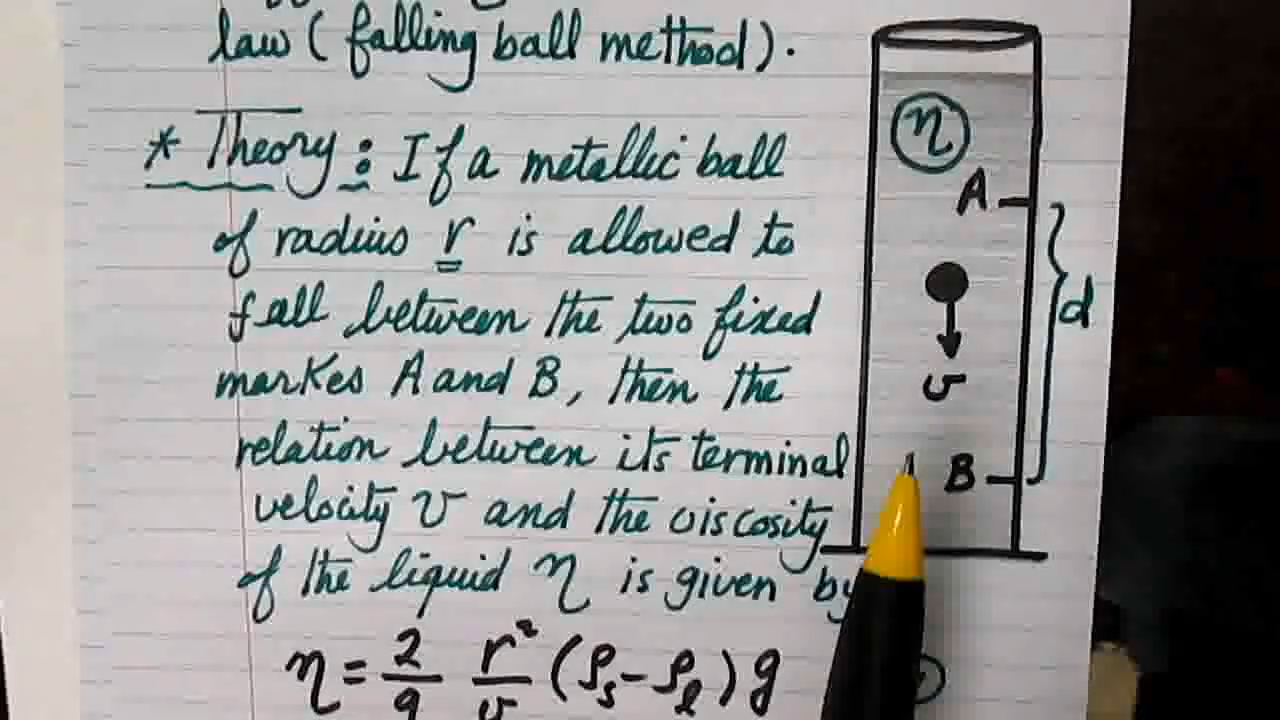 law (falling ball method).
* Theory: If a metallic ball
of radius r is allowed to
fall between the two fixed
markes A and B, then the
relation between its terminal
velocity v and the viscosity
of the liquid η is given by
η = 2/9 r²/v (ρs - ρl) g
η
A
d
v
B